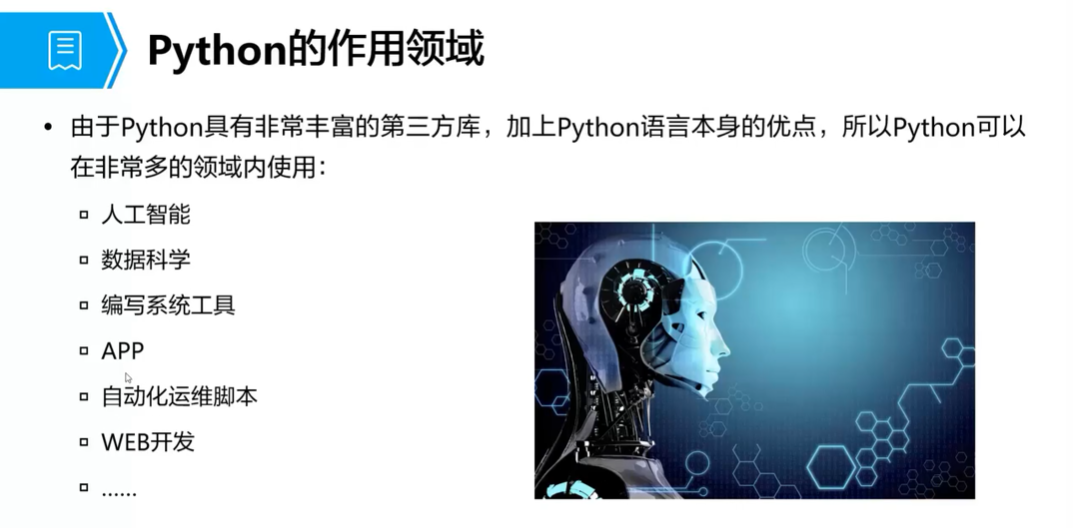 Python的作用领域
• 由于Python具有非常丰富的第三方库，加上Python语言本身的优点，所以Python可以
在非常多的领域内使用：
▫ 人工智能
▫ 数据科学
▫ 编写系统工具
▫ APP
▫ 自动化运维脚本
▫ WEB开发
▫ ......